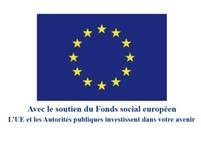 Avec le soutien du Fonds social européen
L'UE et les Autorités publiques investissent dans votre avenir